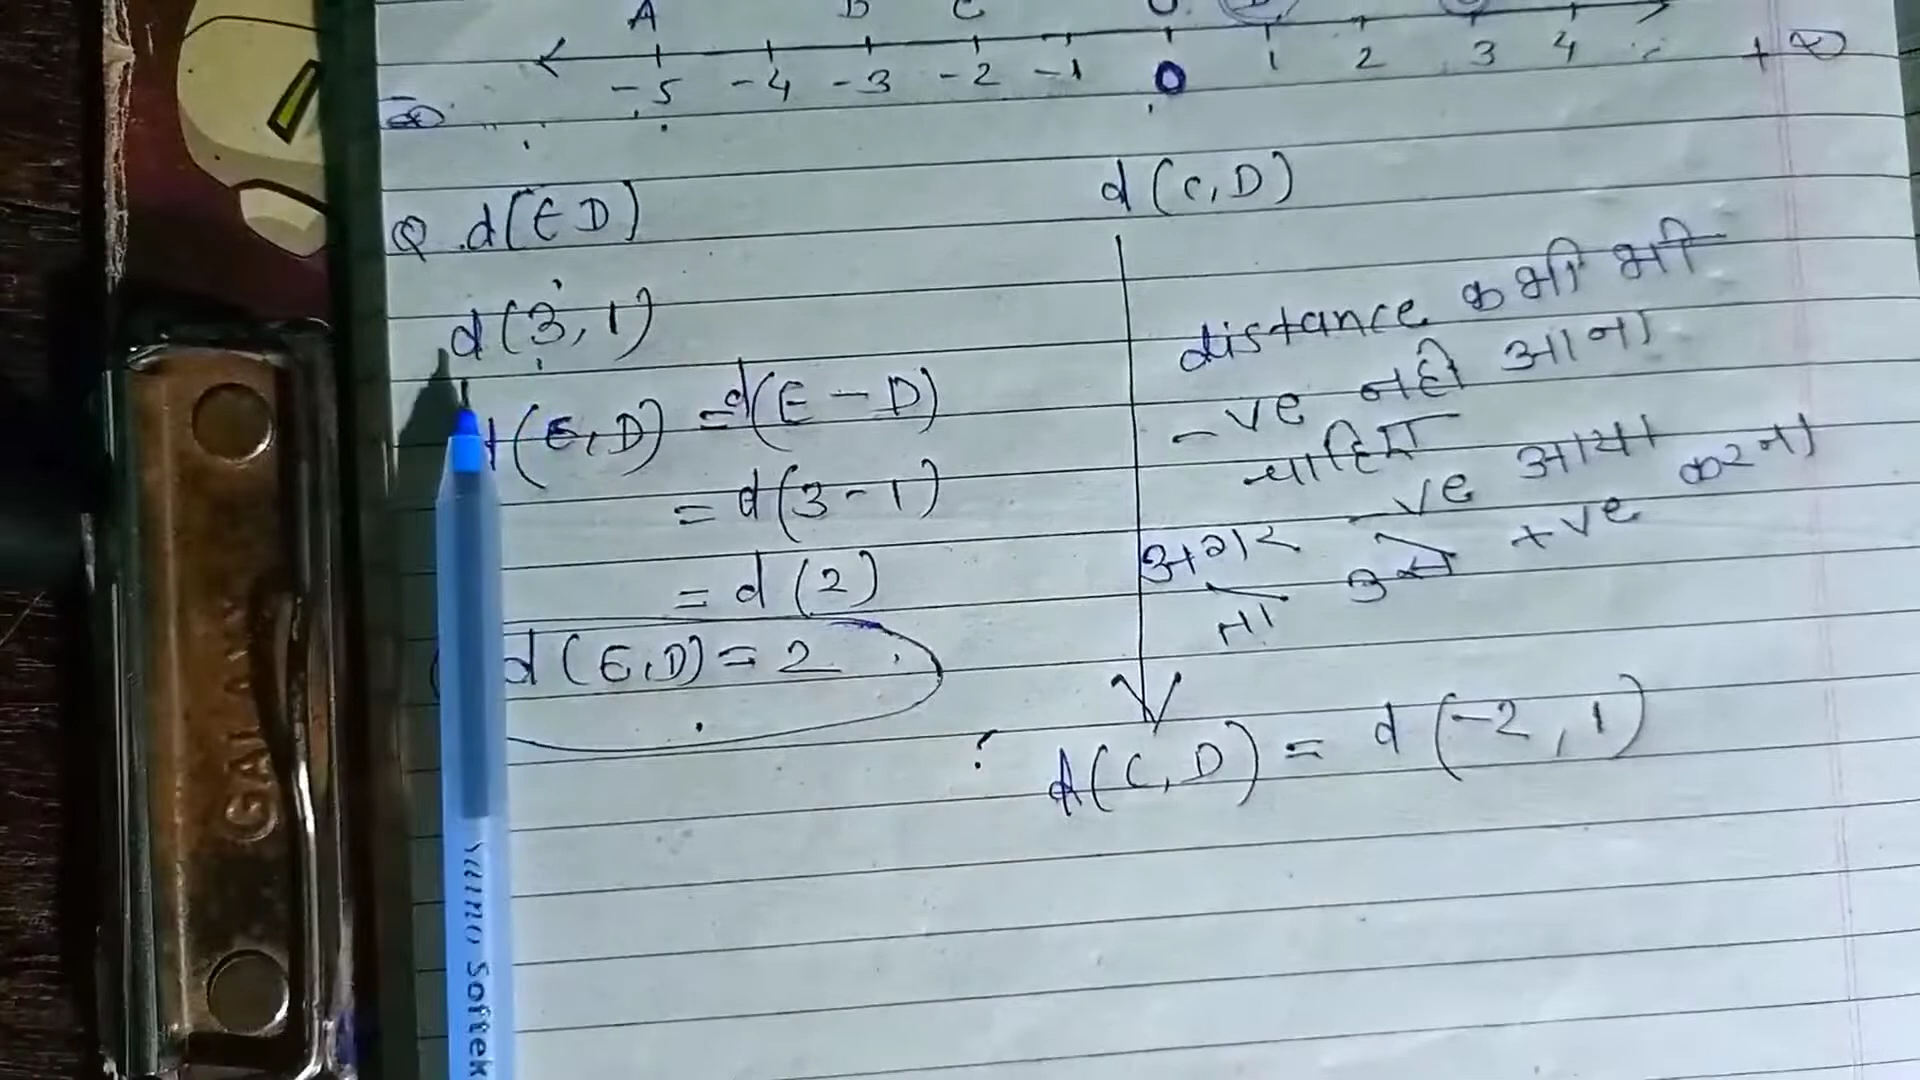 A B C O D
-5 -4 -3 -2 -1 0 1 2 3 4
-∞ +∞
Q. d(E D)
d(3, 1)
d(E, D) = d(E - D)
= d(3-1)
= d(2)
d(E, D) = 2
d(C, D)
distance कभी भी
-ve नही आना
चाहिए
अगर -ve आया
तो उसे +ve करना
d(C, D) = d(-2, 1)
GALAXY
Softek